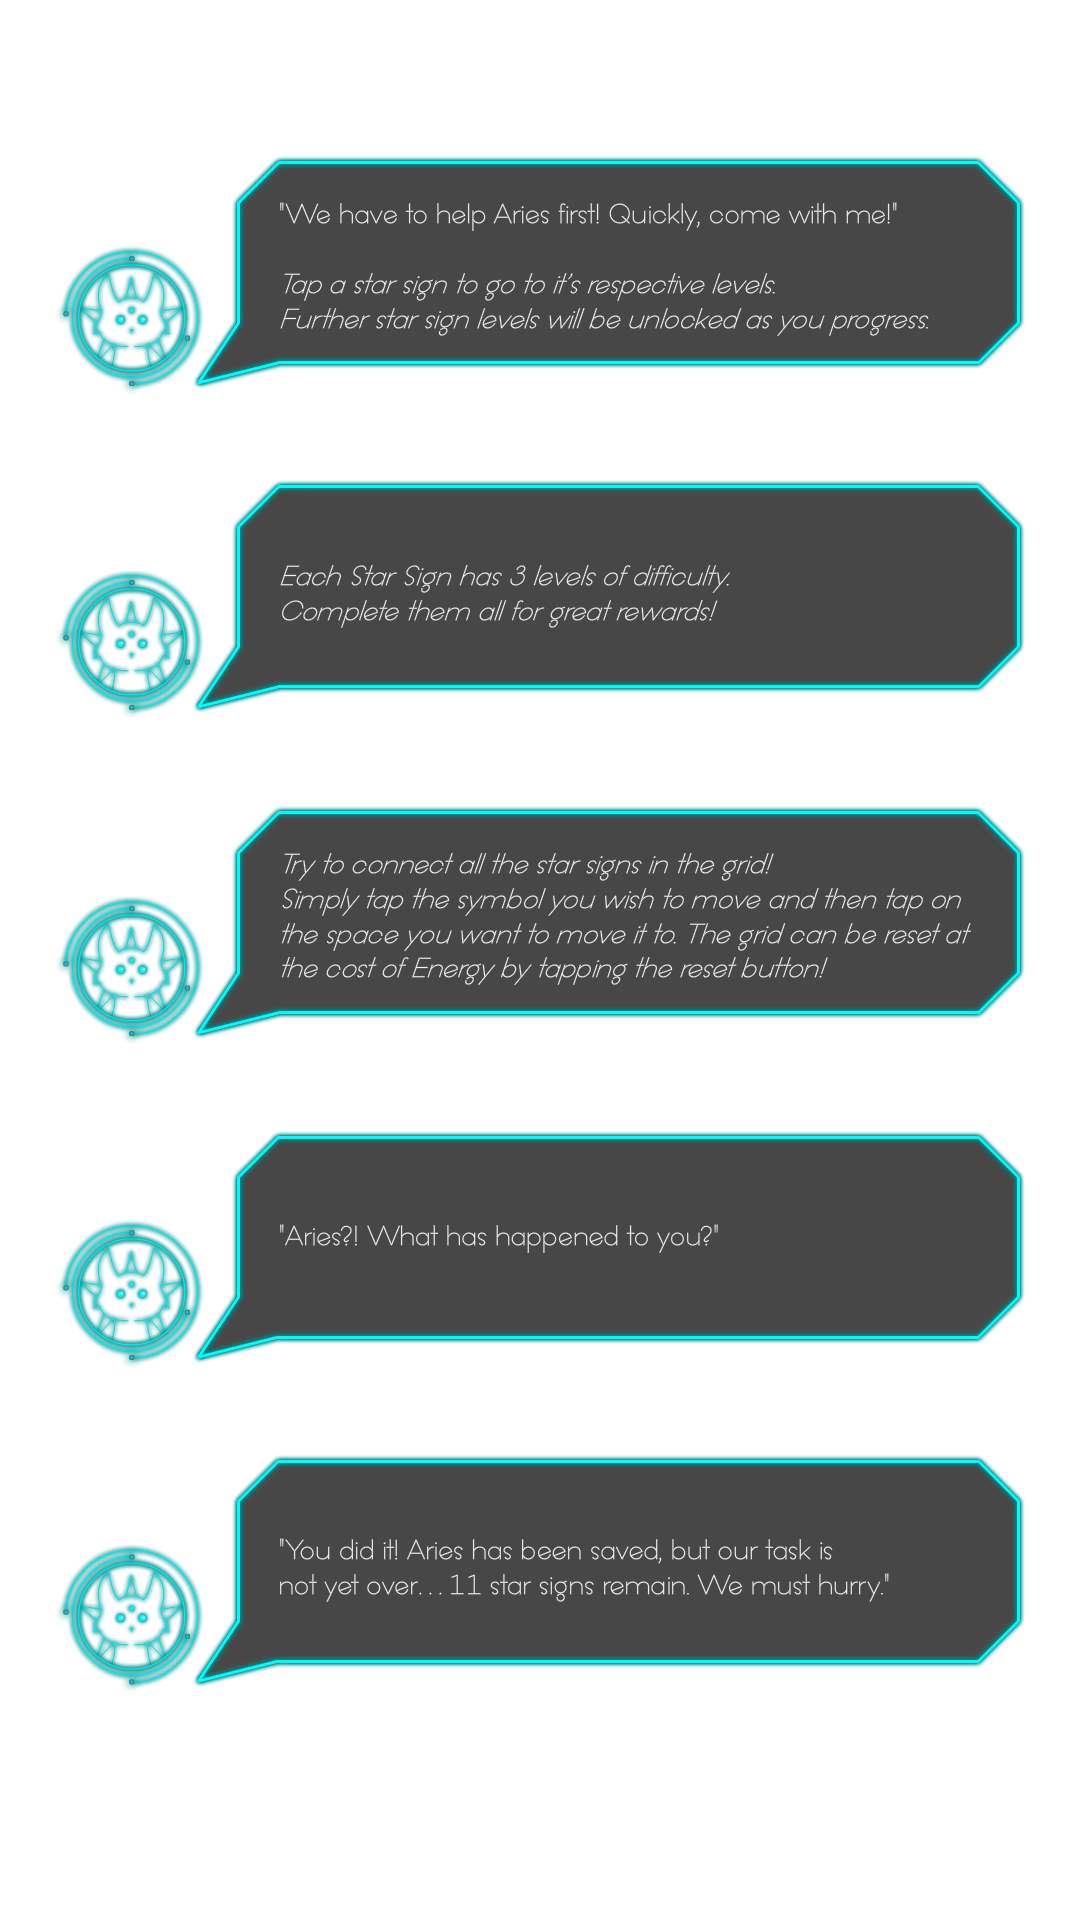 "We have to help Aries first! Quickly, come with me!"
Tap a star sign to go to it's respective levels.
Further star sign levels will be unlocked as you progress.
Each Star Sign has 3 levels of difficulty.
Complete them all for great rewards!
Try to connect all the star signs in the grid!
Simply tap the symbol you wish to move and then tap on
the space you want to move it to. The grid can be reset at
the cost of Energy by tapping the reset button!
"Aries?! What has happened to you?"
"You did it! Aries has been saved, but our task is
not yet over...11 star signs remain. We must hurry."